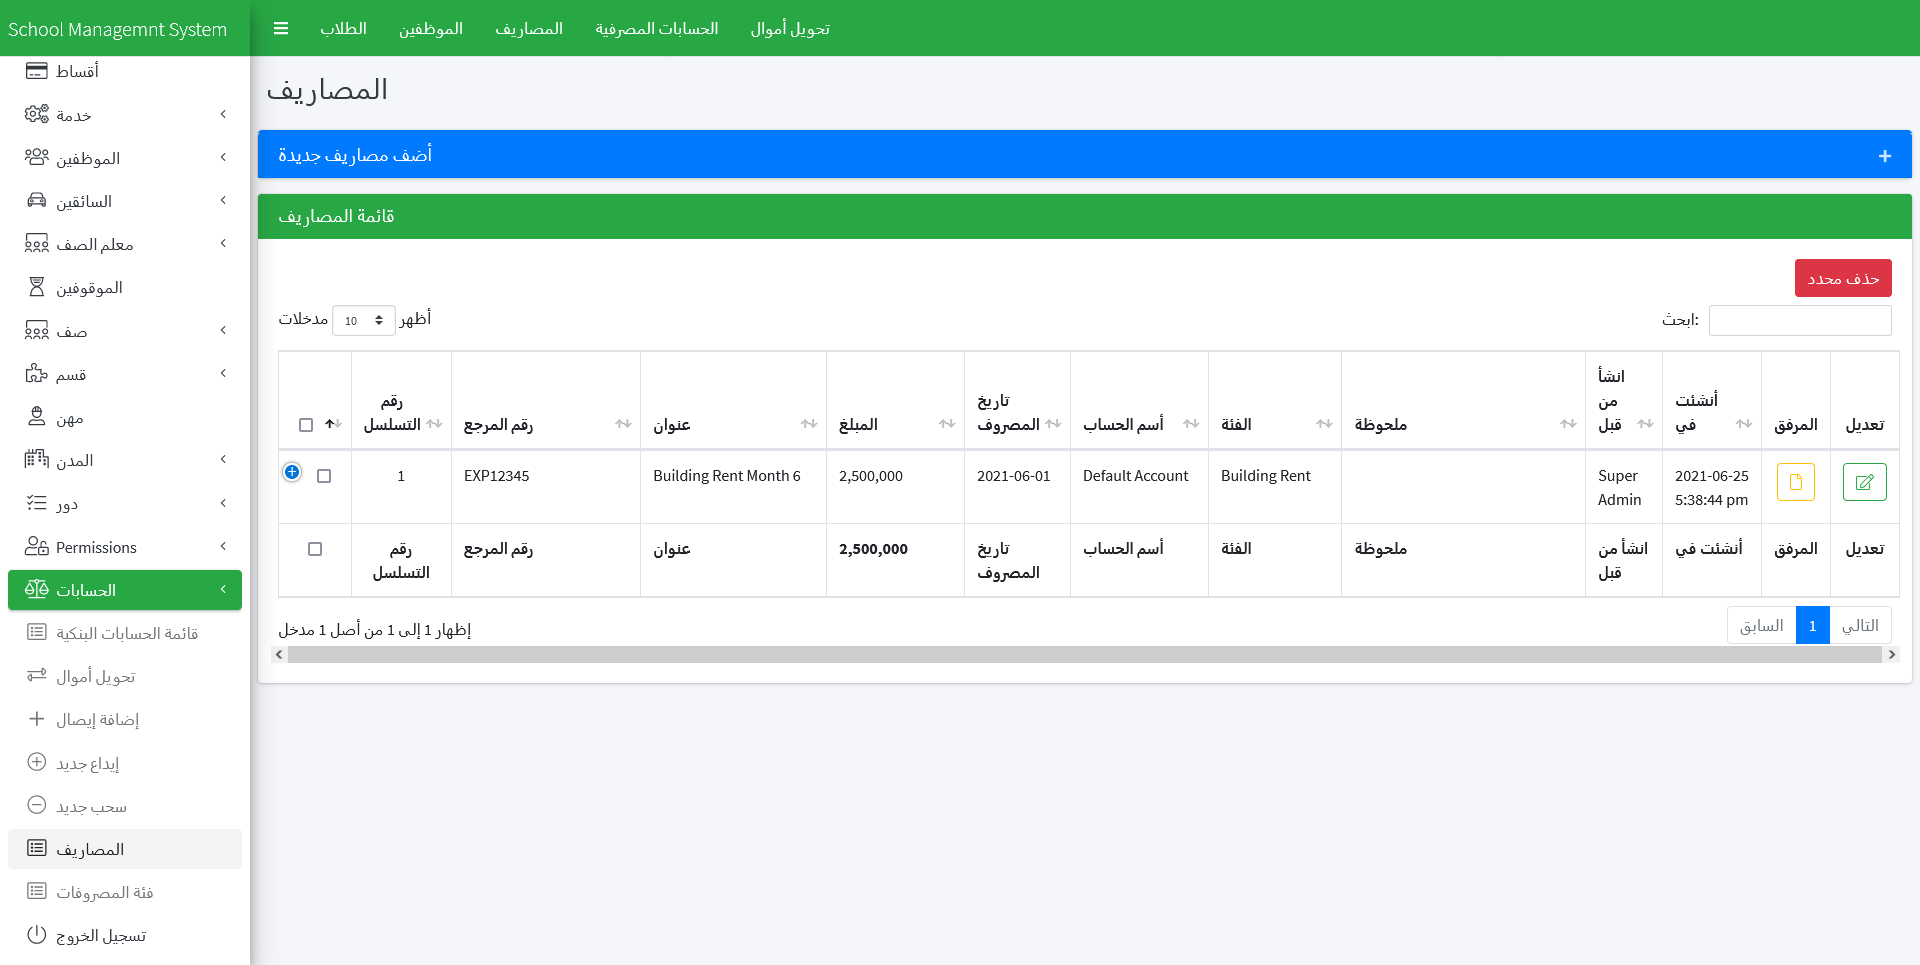 School Managemnt System
الطلاب
الموظفين
المصاريف
الحسابات المصرفية
تحويل أموال
أقساط
خدمة
الموظفين
السائقين
معلم الصف
الموقوفين
صف
قسم
مهن
المدن
دور
Permissions
الحسابات
قائمة الحسابات البنكية
تحويل أموال
إضافة إيصال
إيداع جديد
سحب جديد
المصاريف
فئة المصروفات
تسجيل الخروج
المصاريف
أضف مصاريف جديدة
قائمة المصاريف
حذف محدد
أظهر 10 مدخلات
ابحث:
رقم التسلسل
رقم المرجع
عنوان
المبلغ
تاريخ المصروف
أسم الحساب
الفئة
ملحوظة
انشأ من قبل
أنشئت في
المرفق
تعديل
1 EXP12345 Building Rent Month 6 2,500,000 2021-06-01 Default Account Building Rent Super Admin 2021-06-25 5:38:44 pm
رقم التسلسل
رقم المرجع
عنوان
2,500,000
تاريخ المصروف
أسم الحساب
الفئة
ملحوظة
انشأ من قبل
أنشئت في
المرفق
تعديل
إظهار 1 إلى 1 من أصل 1 مدخل
السابق
1
التالي